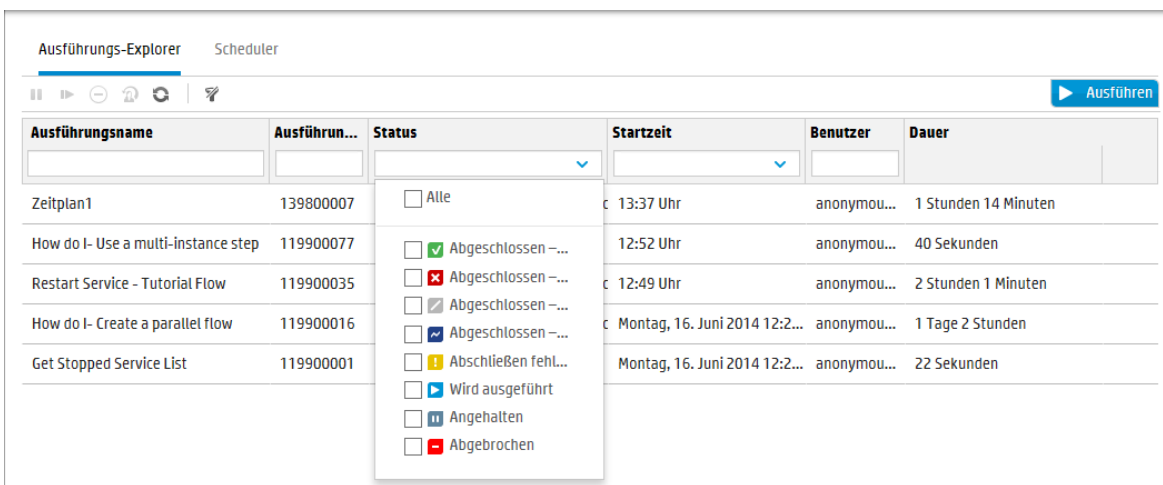 Ausführungs-Explorer Scheduler
Ausführen
Ausführungsname Ausführun... Status Startzeit Benutzer Dauer
Zeitplan1 139800007 13:37 Uhr anonymou... 1 Stunden 14 Minuten
How do I- Use a multi-instance step 119900077 12:52 Uhr anonymou... 40 Sekunden
Restart Service - Tutorial Flow 119900035 12:49 Uhr anonymou... 2 Stunden 1 Minuten
How do I- Create a parallel flow 119900016 Montag, 16. Juni 2014 12:2... anonymou... 1 Tage 2 Stunden
Get Stopped Service List 119900001 Montag, 16. Juni 2014 12:2... anonymou... 22 Sekunden
Alle
Abgeschlossen –...
Abgeschlossen –...
Abgeschlossen –...
Abgeschlossen –...
Abschließen fehl...
Wird ausgeführt
Angehalten
Abgebrochen